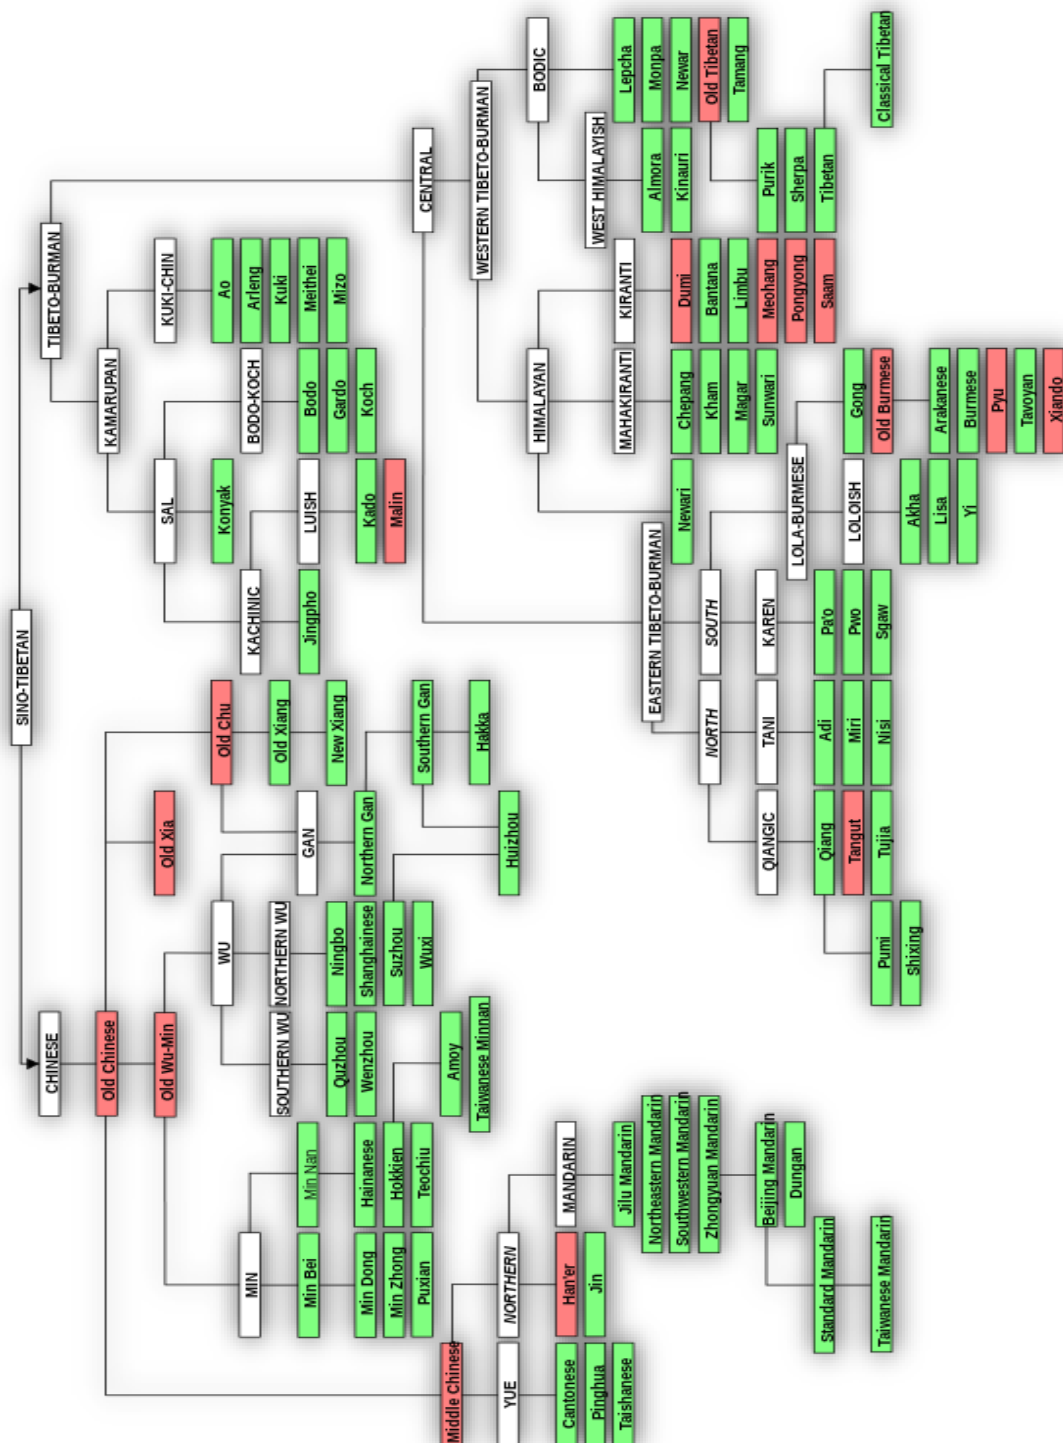 SINO-TIBETAN
CHINESE
TIBETO-BURMAN
Old Chinese
KAMARUPAN
Old Wu-Min
Old Xia
SAL
KUKI-CHIN
WU
Old Chu
Konyak
Ao
MIN
KACHINIC
BODO-KOCH
Arleng
SOUTHERN WU
NORTHERN WU
Old Xiang
Kuki
Min Bei
Min Nan
GAN
Jingpho
LUISH
Bodo
Meithei
Quzhou
Ningbo
New Xiang
Gardo
Mizo
Min Dong
Hainanese
Wenzhou
Shanghainese
Northern Gan
Kado
Koch
Min Zhong
Hokkien
Suzhou
Malin
Puxian
Teochiu
Wuxi
Southern Gan
CENTRAL
Middle Chinese
Amoy
Taiwanese Minnan
Hakka
WESTERN TIBETO-BURMAN
YUE
NORTHERN
Huizhou
HIMALAYAN
BODIC
Cantonese
Han'er
MANDARIN
Pinghua
Jin
WEST HIMALAYISH
Taishanese
Jilu Mandarin
MAHAKIRANTI
KIRANTI
Lepcha
Northeastern Mandarin
EASTERN TIBETO-BURMAN
Almora
Monpa
Southwestern Mandarin
Newari
Chepang
Dumi
Kinauri
Newar
Zhongyuan Mandarin
NORTH
SOUTH
Kham
Bantana
Old Tibetan
Magar
Limbu
Tamang
Beijing Mandarin
QIANGIC
TANI
KAREN
Sunwari
Meohang
Purik
Dungan
LOLA-BURMESE
Pongyong
Sherpa
Standard Mandarin
Qiang
Adi
Pa'o
Saam
Tibetan
Tangut
Miri
Pwo
LOLOISH
Gong
Taiwanese Mandarin
Pumi
Tujia
Nisi
Sgaw
Old Burmese
Classical Tibetan
Shixing
Akha
Lisa
Arakanese
Yi
Burmese
Pyu
Tavoyan
Xiando